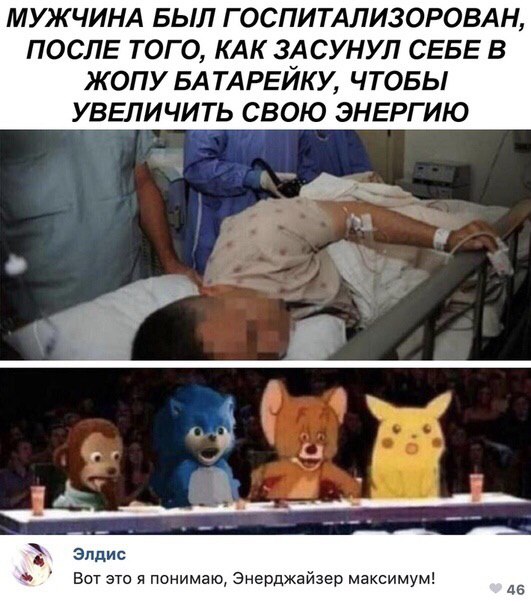 МУЖЧИНА БЫЛ ГОСПИТАЛИЗОРОВАН,
ПОСЛЕ ТОГО, КАК ЗАСУНУЛ СЕБЕ В
ЖОПУ БАТАРЕЙКУ, ЧТОБЫ
УВЕЛИЧИТЬ СВОЮ ЭНЕРГИЮ
Элдис
Вот это я понимаю, Энерджайзер максимум!
46